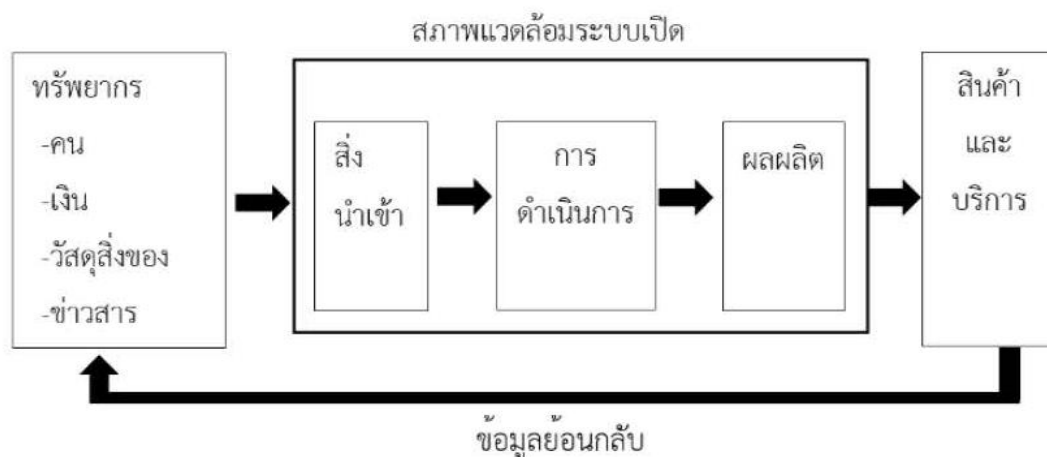 สภาพแวดล้อมระบบเปิด
ทรัพยากร
-คน
-เงิน
-วัสดุสิ่งของ
-ข่าวสาร
สิ่ง
นำเข้า
การ
ดำเนินการ
ผลผลิต
สินค้า
และ
บริการ
ข้อมูลย้อนกลับ